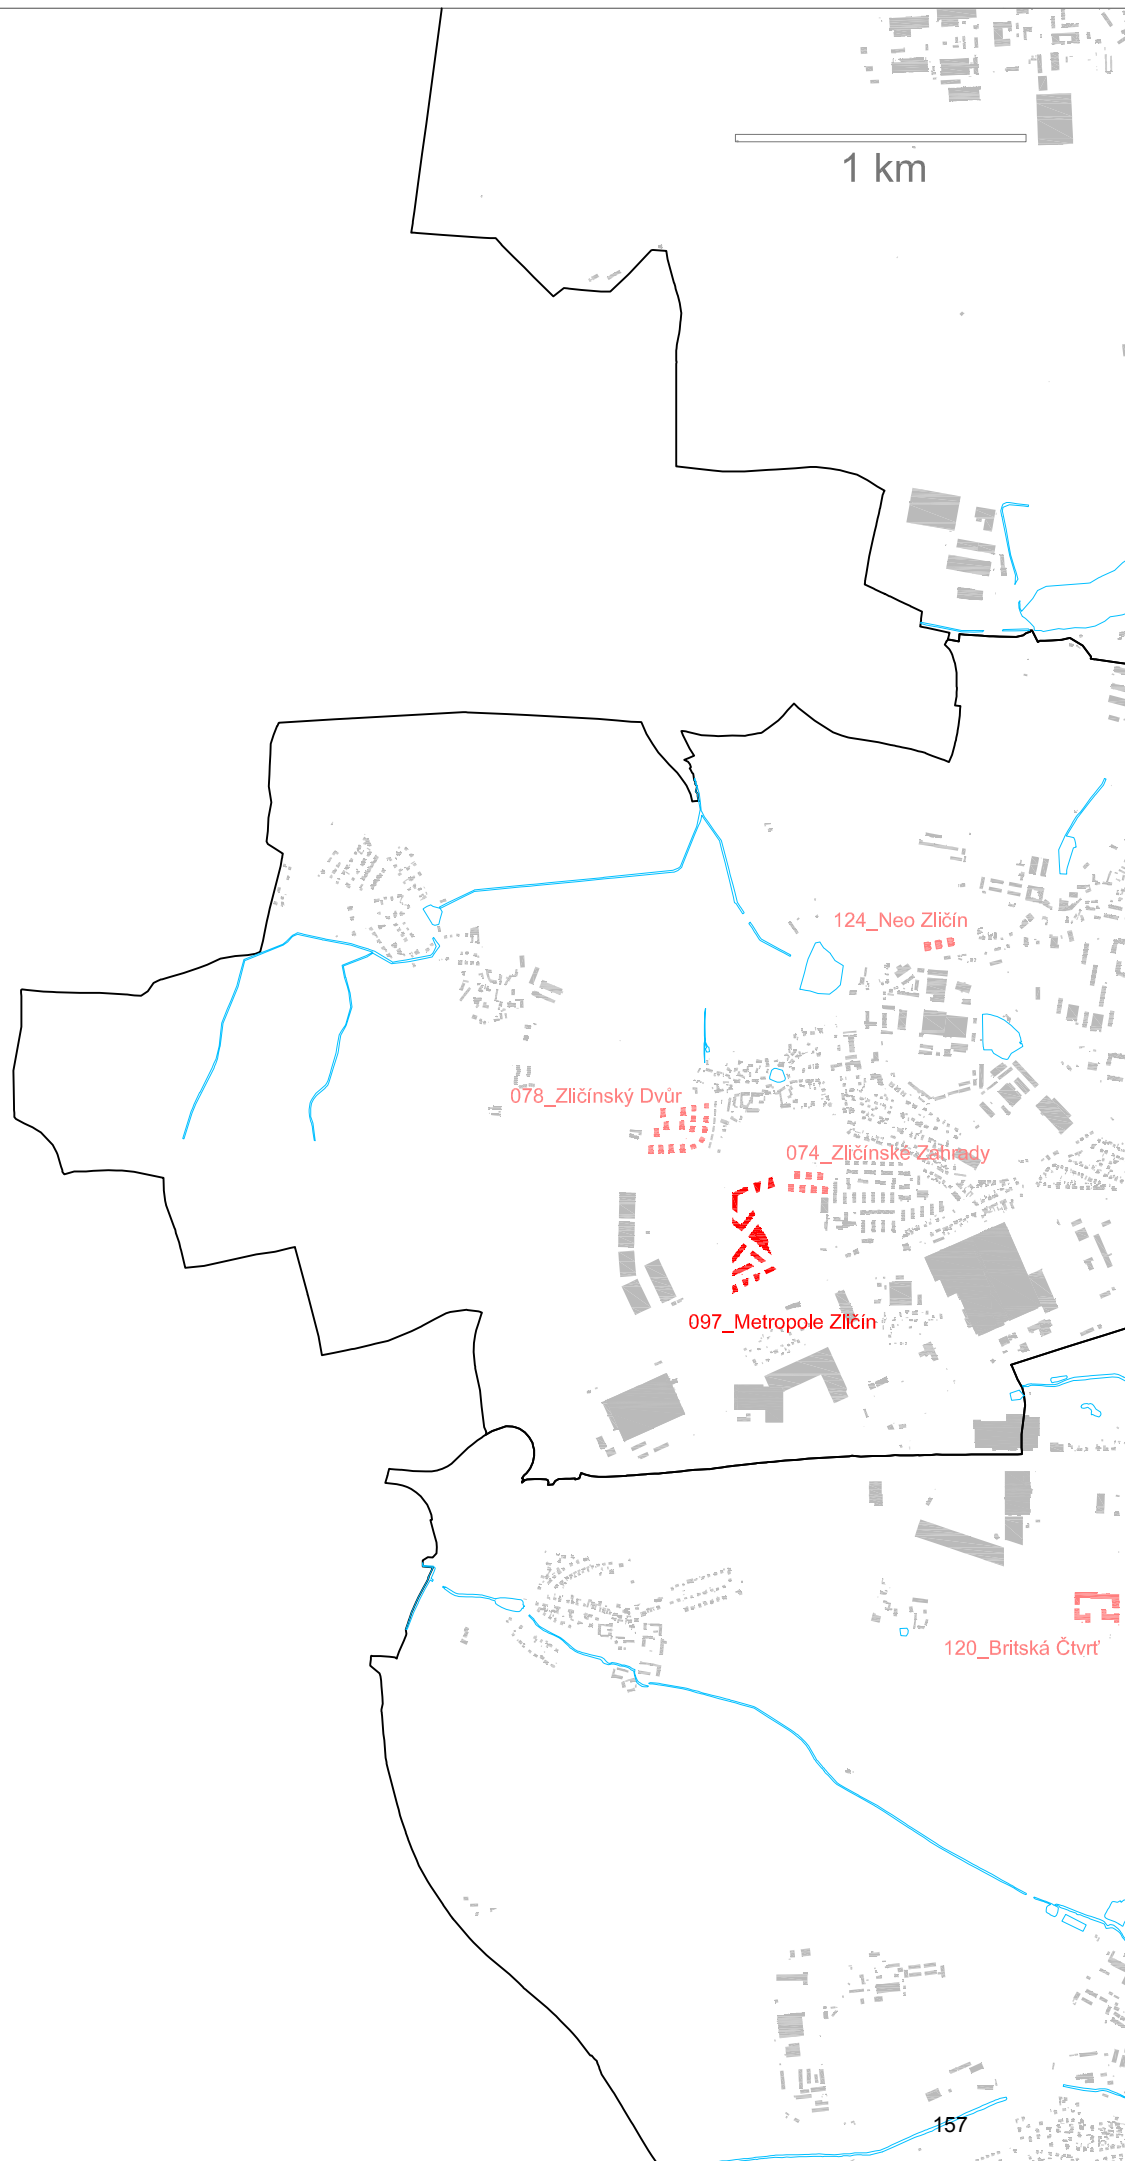 1 km
124_Neo Zličín
078_Zličínský Dvůr
074_Zličínské Zahrady
097_Metropole Zličín
120_Britská Čtvrť
157